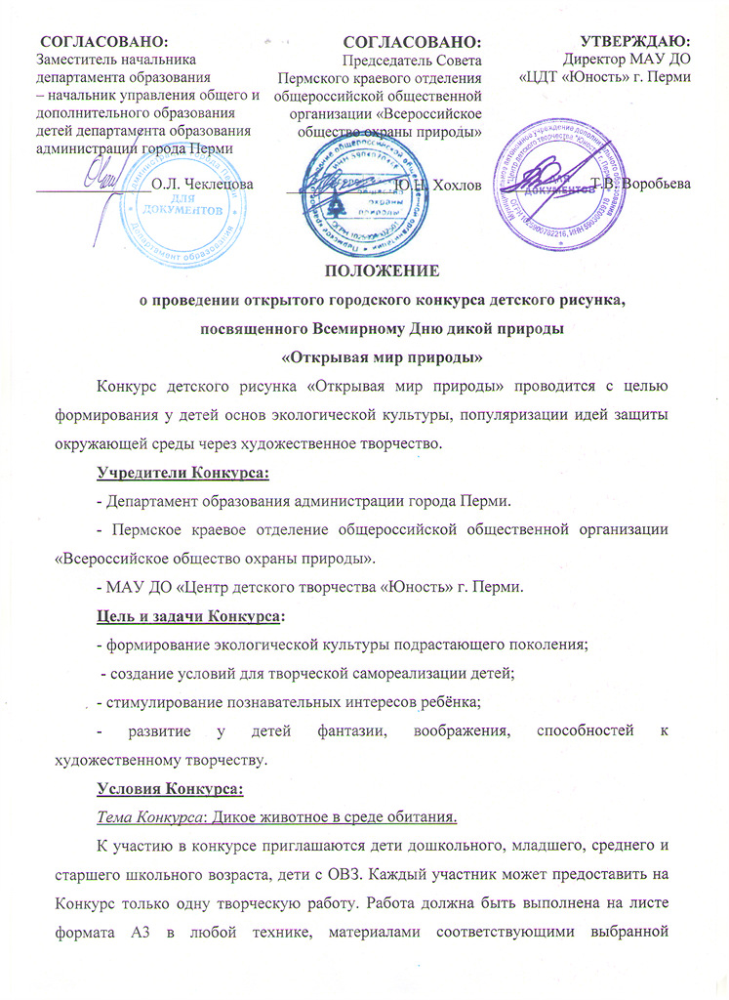 СОГЛАСОВАНО:
Заместитель начальника
департамента образования
– начальник управления общего и
дополнительного образования
детей департамента образования
администрации города Перми
О.Л. Чеклецова
ДЛЯ
ДОКУМЕНТОВ
Департамент образования
СОГЛАСОВАНО:
Председатель Совета
Пермского краевого отделения
общероссийской общественной
организации «Всероссийское
общество охраны природы»
Ю.Н. Хохлов
общество
охраны
природы
УТВЕРЖДАЮ:
Директор МАУ ДО
«ЦДТ «Юность» г. Перми
Т.В. Воробьева
ДЛЯ
ДОКУМЕНТОВ
ПОЛОЖЕНИЕ
о проведении открытого городского конкурса детского рисунка,
посвященного Всемирному Дню дикой природы
«Открывая мир природы»
Конкурс детского рисунка «Открывая мир природы» проводится с целью
формирования у детей основ экологической культуры, популяризации идей защиты
окружающей среды через художественное творчество.
Учредители Конкурса:
- Департамент образования администрации города Перми.
- Пермское краевое отделение общероссийской общественной организации
«Всероссийское общество охраны природы».
- МАУ ДО «Центр детского творчества «Юность» г. Перми.
Цель и задачи Конкурса:
- формирование экологической культуры подрастающего поколения;
- создание условий для творческой самореализации детей;
- стимулирование познавательных интересов ребёнка;
- развитие у детей фантазии, воображения, способностей к
художественному творчеству.
Условия Конкурса:
Тема Конкурса: Дикое животное в среде обитания.
К участию в конкурсе приглашаются дети дошкольного, младшего, среднего и
старшего школьного возраста, дети с ОВЗ. Каждый участник может предоставить на
Конкурс только одну творческую работу. Работа должна быть выполнена на листе
формата А3 в любой технике, материалами соответствующими выбранной